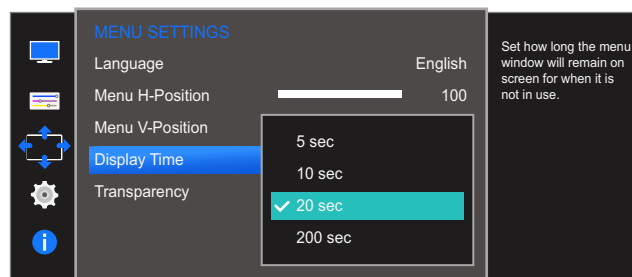 MENU SETTINGS
Language English
Menu H-Position 100
Menu V-Position
Display Time
Transparency
5 sec
10 sec
20 sec
200 sec
Set how long the menu
window will remain on
screen for when it is
not in use.
i